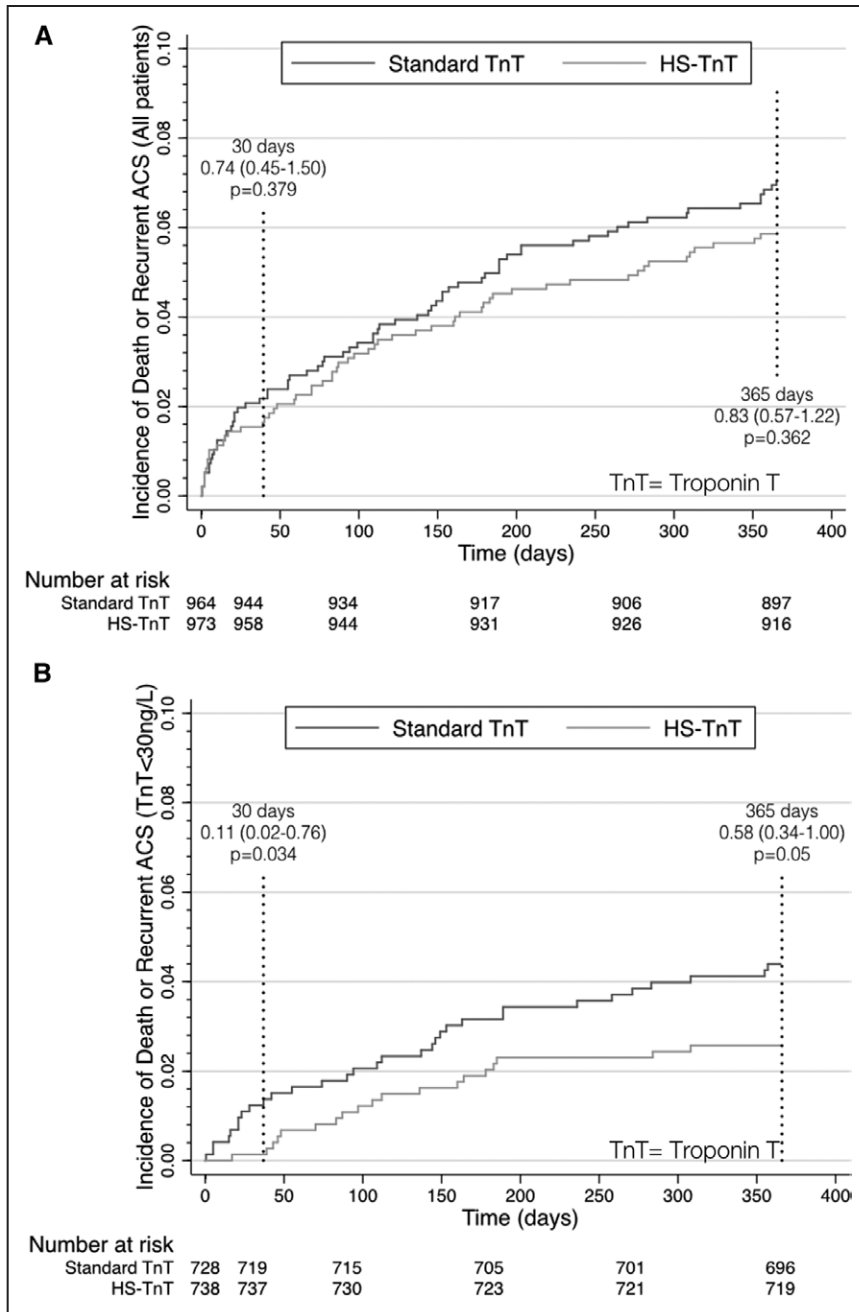 A
Incidence of Death or Recurrent ACS (All patients)
0.10
0.08
0.06
0.04
0.02
0.00
Standard TnT HS-TnT
30 days
0.74 (0.45-1.50)
p=0.379
365 days
0.83 (0.57-1.22)
p=0.362
TnT= Troponin T
0 50 100 150 200 250 300 350 400
Time (days)
Number at risk
Standard TnT 964 944 934 917 906 897
HS-TnT 973 958 944 931 926 916
B
Incidence of Death or Recurrent ACS (TnT<30ng/L)
0.10
0.08
0.06
0.04
0.02
0.00
Standard TnT HS-TnT
30 days
0.11 (0.02-0.76)
p=0.034
365 days
0.58 (0.34-1.00)
p=0.05
TnT= Troponin T
0 50 100 150 200 250 300 350 400
Time (days)
Number at risk
Standard TnT 728 719 715 705 701 696
HS-TnT 738 737 730 723 721 719